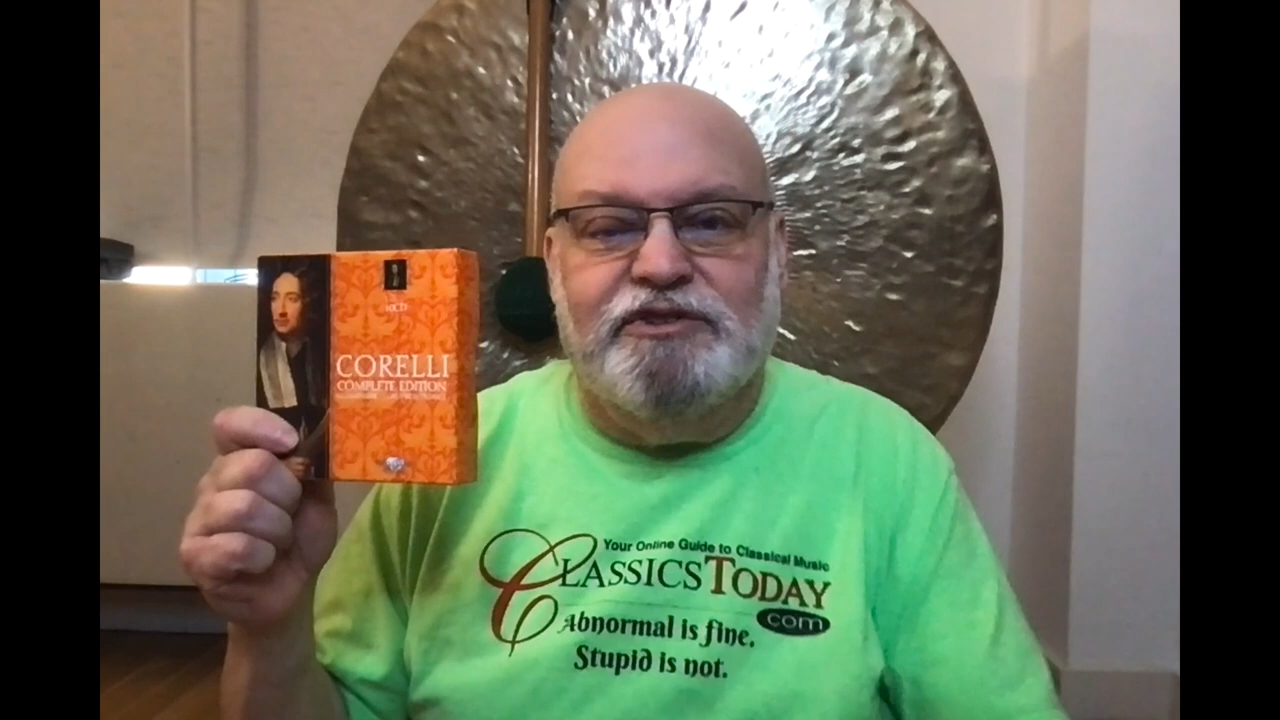 10CD
CORELLI
COMPLETE EDITION
Your Online Guide to Classical Music
CLASSICSTODAY
com
Abnormal is fine.
Stupid is not.